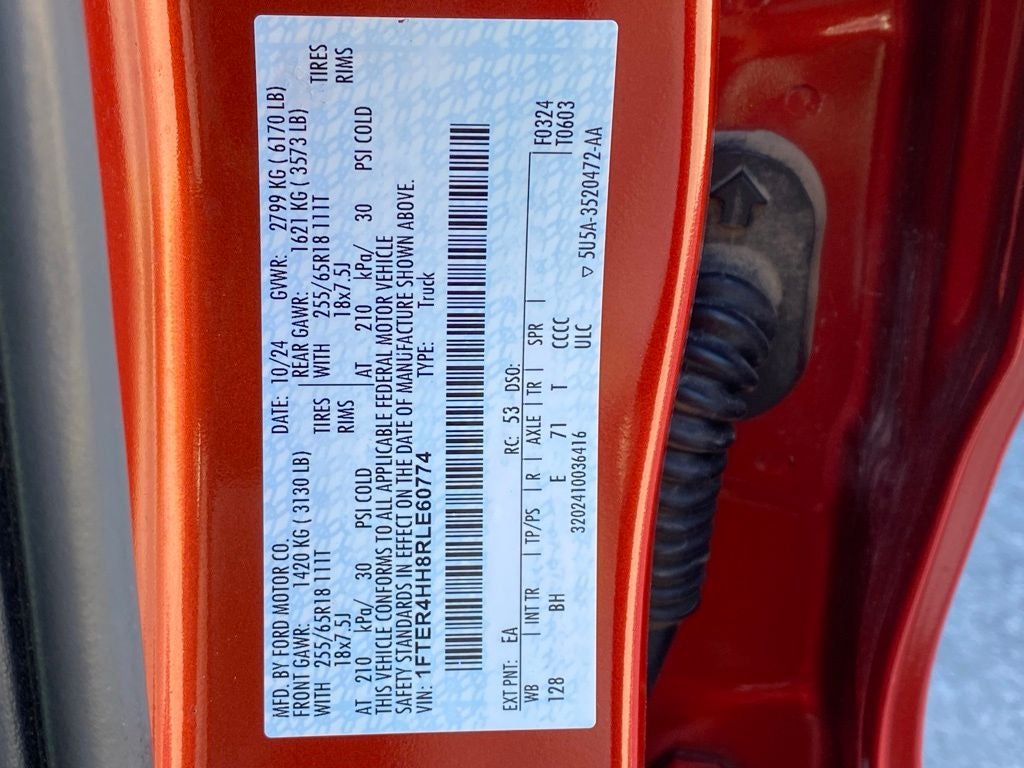 MFD. BY FORD MOTOR CO. DATE: 10/24 GVWR: 2799 KG ( 6170 LB)
FRONT GAWR: 1420 KG ( 3130 LB) REAR GAWR: 1621 KG ( 3573 LB)
WITH 255/65R18 111T TIRES WITH 255/65R18 111T TIRES
18x7.5J RIMS 18x7.5J RIMS
AT 210 kPa/ 30 PSI COLD AT 210 kPa/ 30 PSI COLD
THIS VEHICLE CONFORMS TO ALL APPLICABLE FEDERAL MOTOR VEHICLE
SAFETY STANDARDS IN EFFECT ON THE DATE OF MANUFACTURE SHOWN ABOVE.
VIN: 1FTER4HH8RLE60774 TYPE: Truck
EXT PNT: EA RC: 53 DSO: F0324
WB INT TR TP/PS R AXLE TR SPR T0603
128 BH E 71 T CCCC
ULC
3202410036416 ▽ 5U5A-3520472-AA